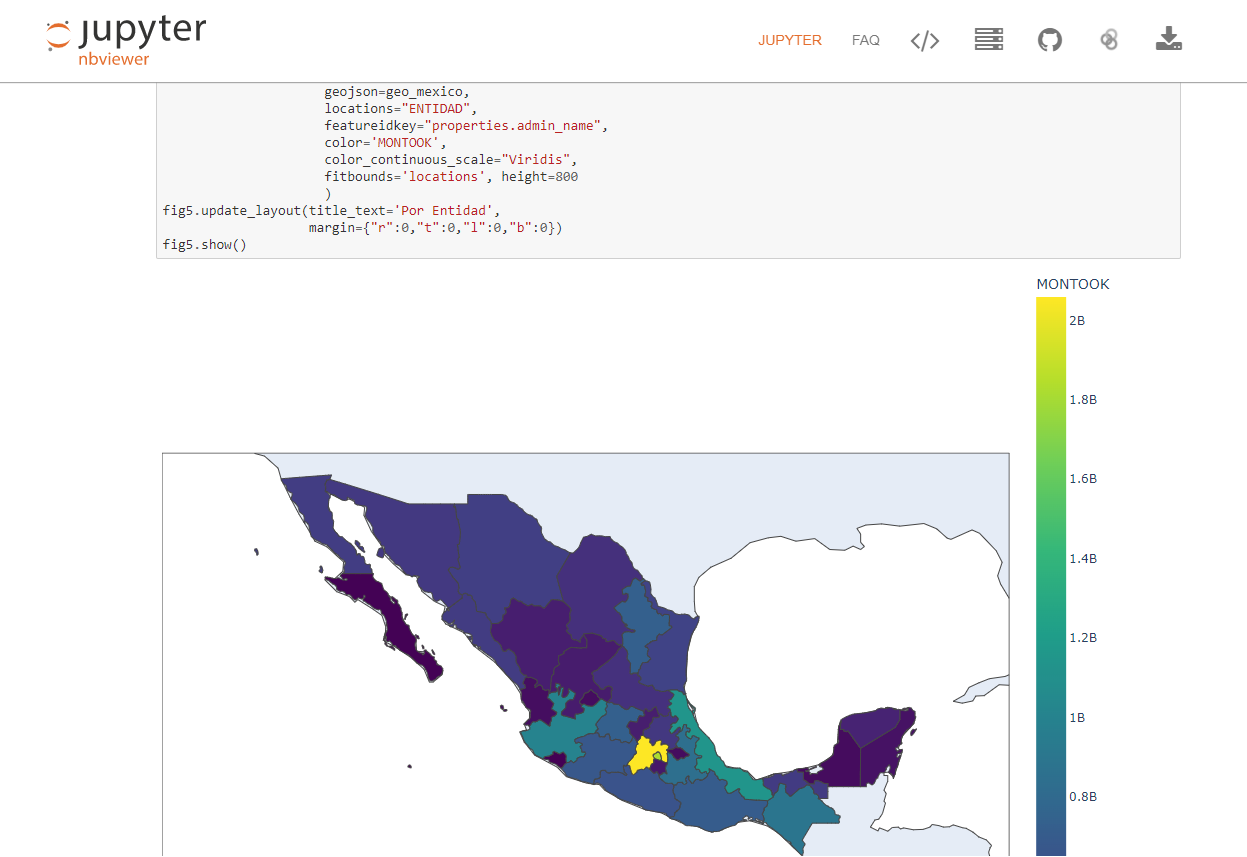 jupyter
nbviewer
JUPYTER
FAQ
</>
geojson=geo_mexico,
locations="ENTIDAD",
featureidkey="properties.admin_name",
color='MONTOOK',
color_continuous_scale="Viridis",
fitbounds='locations', height=800
)
fig5.update_layout(title_text='Por Entidad',
margin={"r":0,"t":0,"l":0,"b":0})
fig5.show()
MONTOOK
2B
1.8B
1.6B
1.4B
1.2B
1B
0.8B